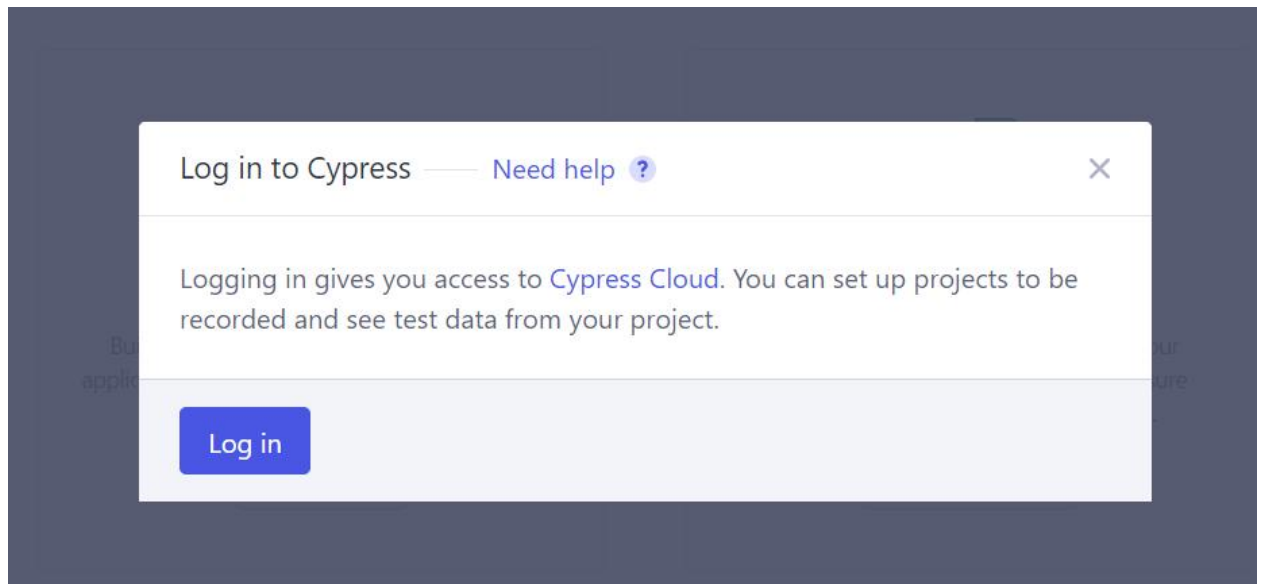 Log in to Cypress Need help ?
Logging in gives you access to Cypress Cloud. You can set up projects to be
recorded and see test data from your project.
Log in